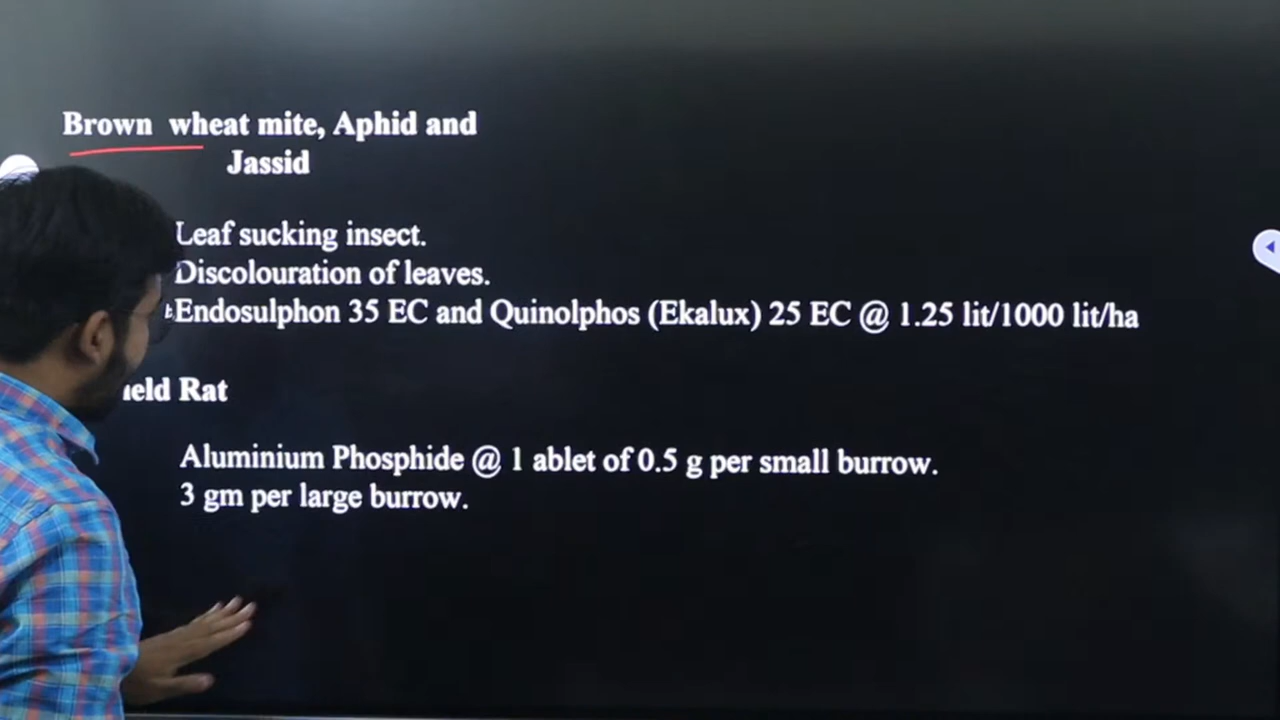 Brown wheat mite, Aphid and
Jassid
Leaf sucking insect.
Discolouration of leaves.
Endosulphon 35 EC and Quinolphos (Ekalux) 25 EC @ 1.25 lit/1000 lit/ha
Rat
Aluminium Phosphide @ 1 ablet of 0.5 g per small burrow.
3 gm per large burrow.